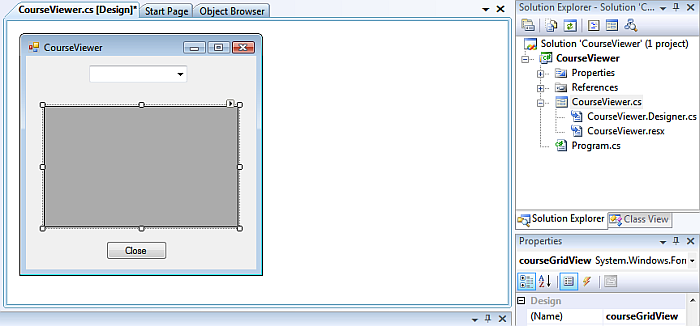 CourseViewer.cs [Design]* Start Page Object Browser
CourseViewer
Close
Solution Explorer - Solution 'C...
Solution 'CourseViewer' (1 project)
CourseViewer
Properties
References
CourseViewer.cs
CourseViewer.Designer.cs
CourseViewer.resx
Program.cs
Solution Explorer Class View
Properties
courseGridView System.Windows.For
Design
(Name) courseGridView